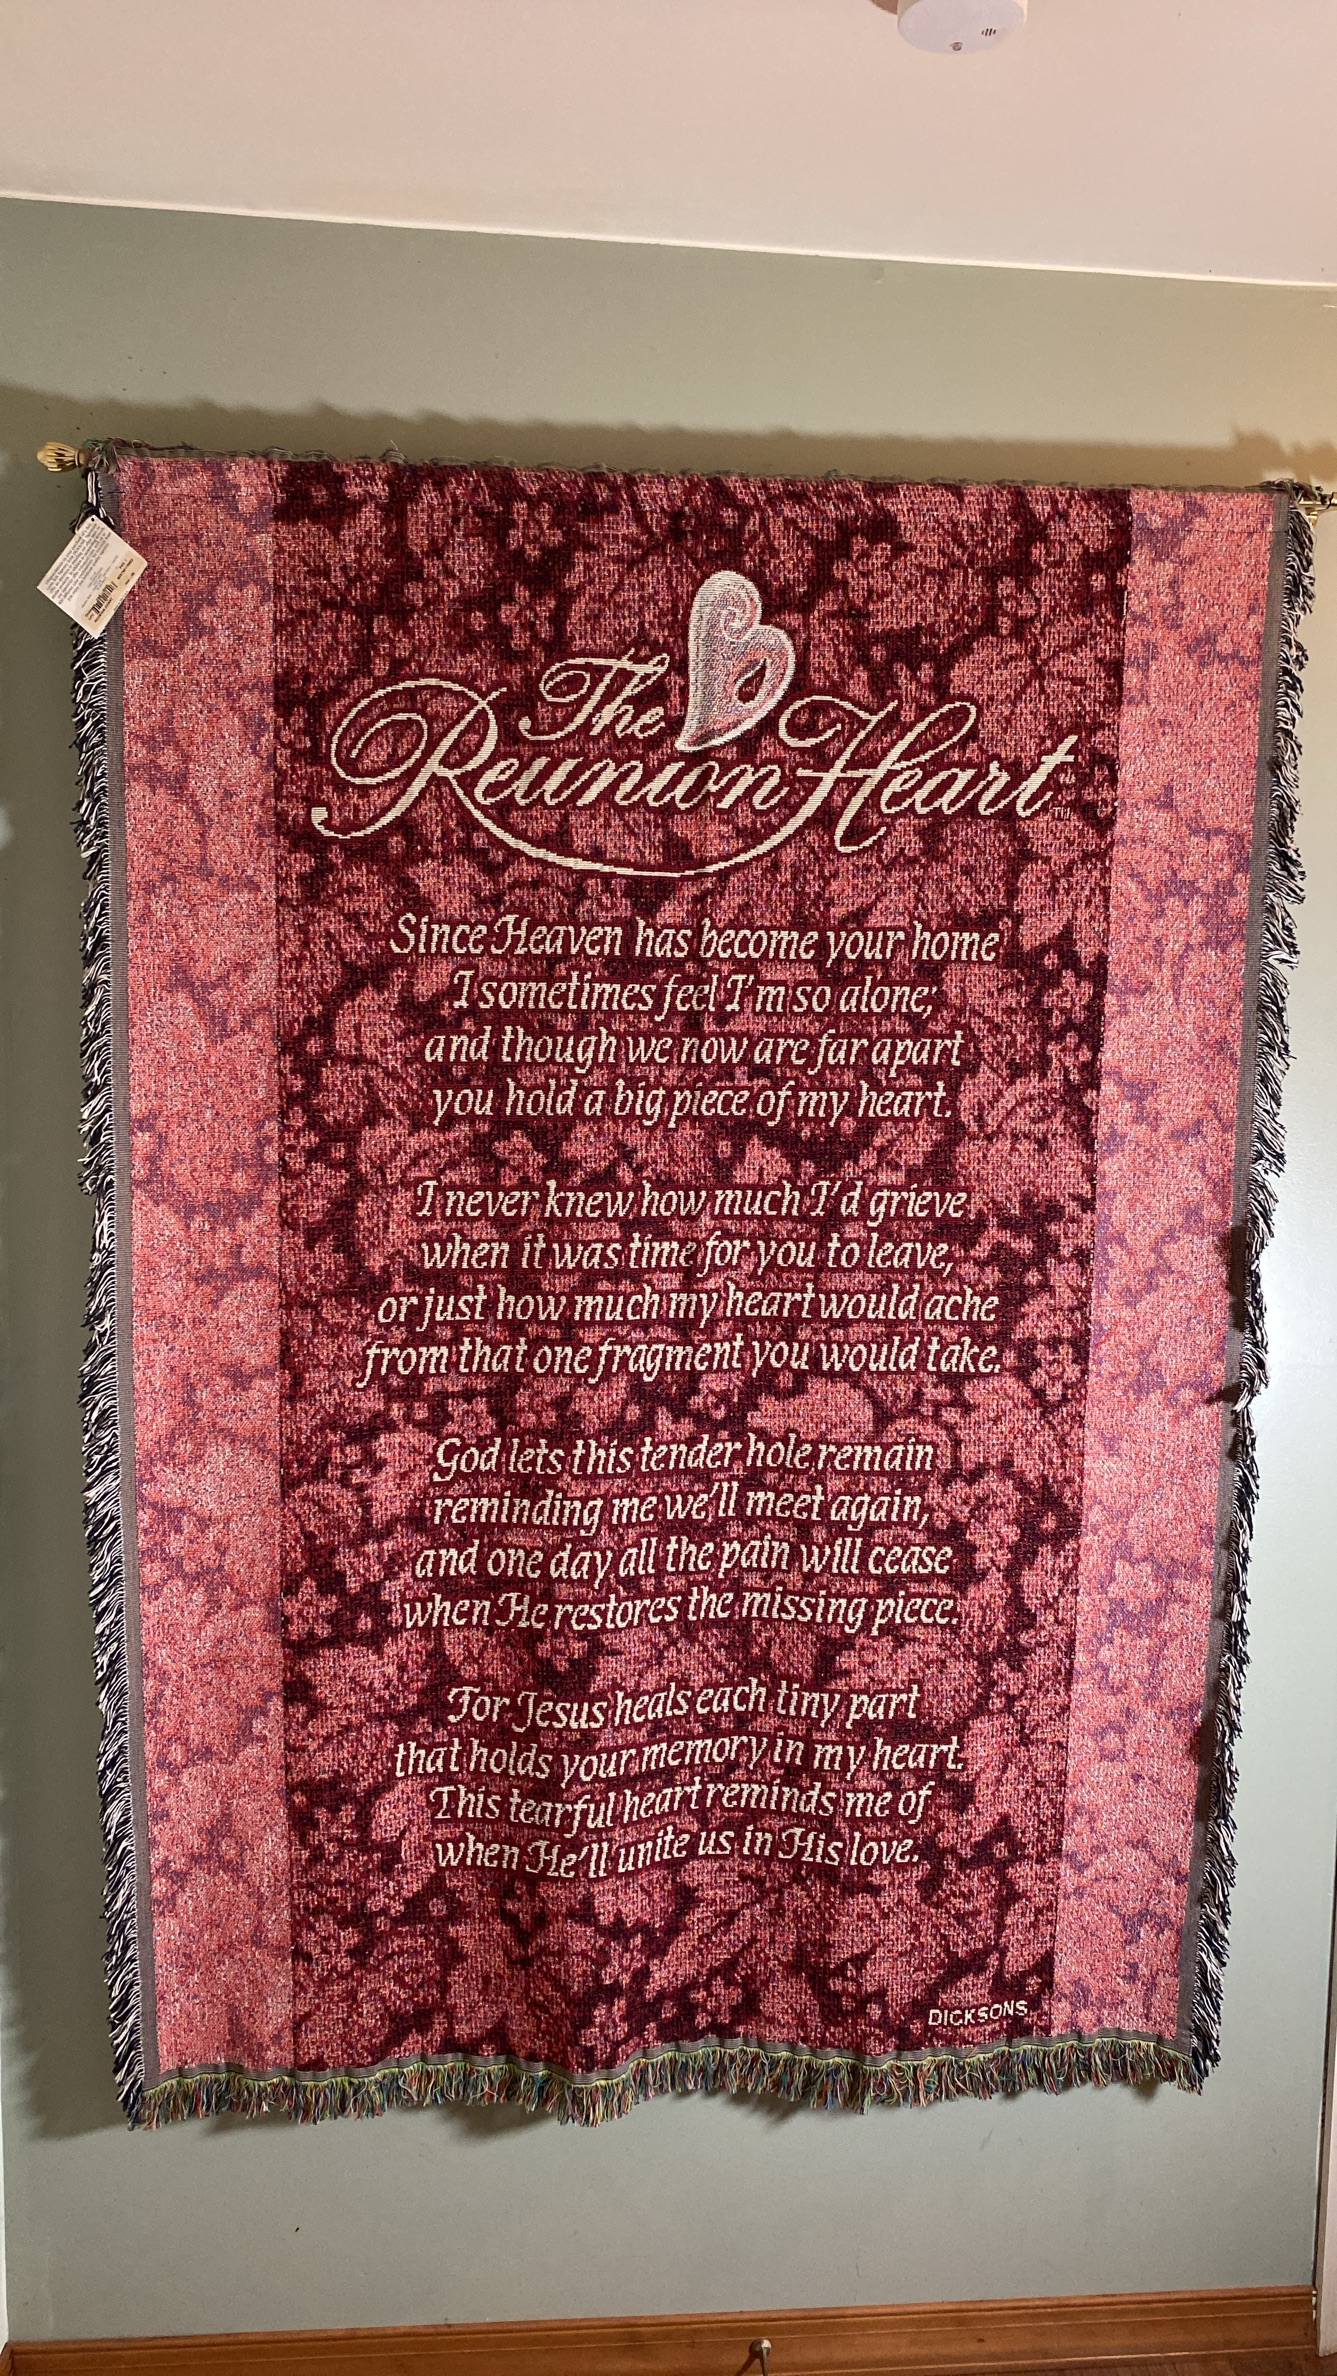 The
Reunion Heart™
Since Heaven has become your home
I sometimes feel I'm so alone;
and though we now are far apart
you hold a big piece of my heart.
I never knew how much I'd grieve
when it was time for you to leave,
or just how much my heart would ache
from that one fragment you would take.
God lets this tender hole remain
reminding me we'll meet again,
and one day all the pain will cease
when He restores the missing piece.
For Jesus heals each tiny part
that holds your memory in my heart.
This tearful heart reminds me of
when He'll unite us in His love.
DICKSONS